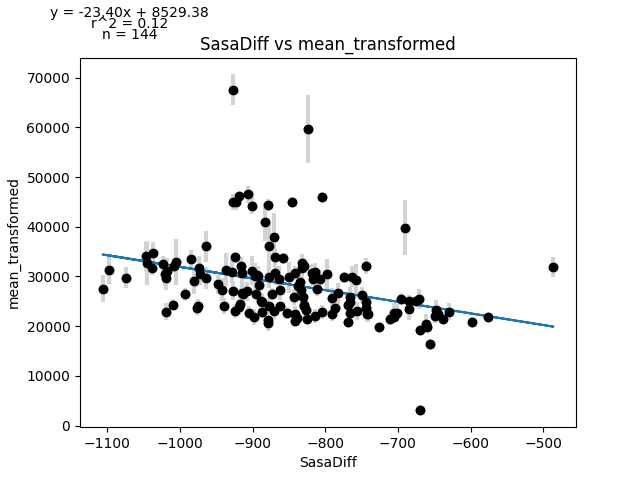 y = -23.40x + 8529.38
r^2 = 0.12
n = 144
SasaDiff vs mean_transformed
70000
60000
50000
40000
30000
20000
10000
0
mean_transformed
−1100 −1000 −900 −800 −700 −600 −500
SasaDiff